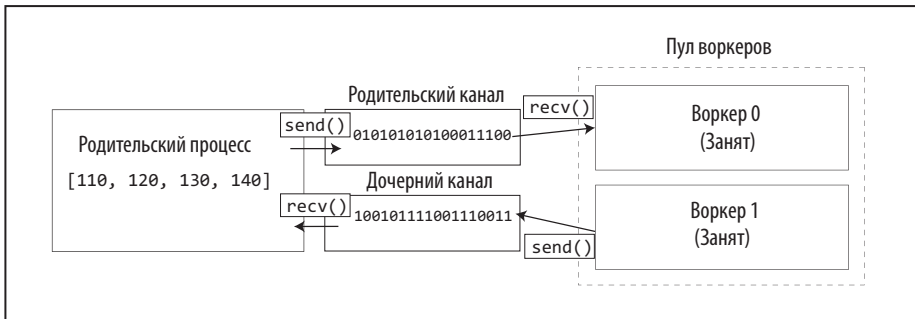 Пул воркеров
Родительский канал
send()
recv()
010101010100011100
Воркер 0
(Занят)
Родительский процесс
[110, 120, 130, 140]
Дочерний канал
recv()
100101111001110011
send()
Воркер 1
(Занят)